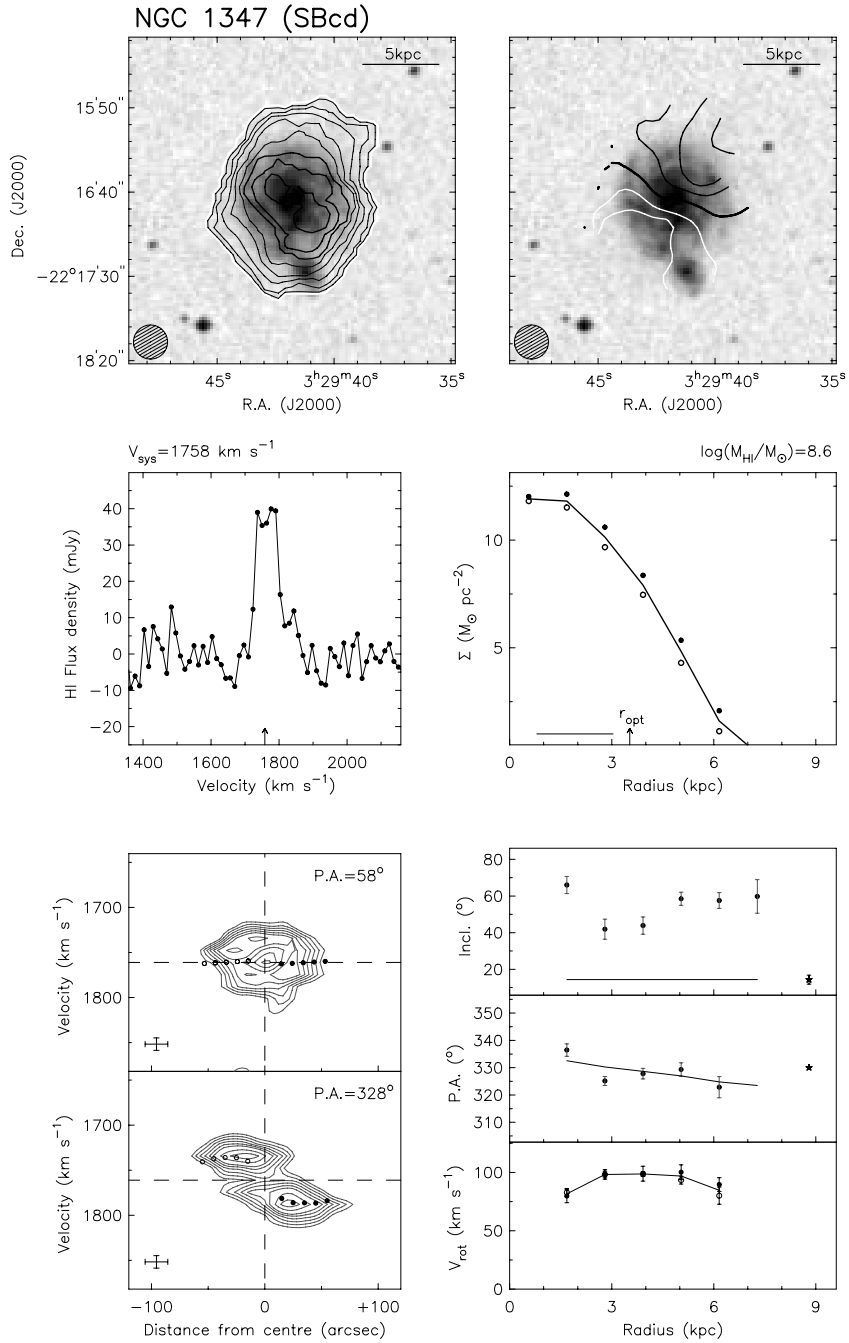 NGC 1347 (SBcd)
5kpc
5kpc
15'50"
16'40"
−22°17'30"
18'20"
Dec. (J2000)
45ˢ 3ʰ29ᵐ40ˢ 35ˢ
R.A. (J2000)
45ˢ 3ʰ29ᵐ40ˢ 35ˢ
R.A. (J2000)
V_sys=1758 km s⁻¹
log(M_HI/M⊙)=8.6
40
30
20
10
0
−10
−20
HI Flux density (mJy)
1400 1600 1800 2000
Velocity (km s⁻¹)
10
5
Σ (M⊙ pc⁻²)
r_opt
0 3 6 9
Radius (kpc)
P.A.=58°
1700
1800
Velocity (km s⁻¹)
P.A.=328°
1700
1800
Velocity (km s⁻¹)
−100 0 +100
Distance from centre (arcsec)
80
60
40
20
Incl. (°)
350
340
330
320
310
P.A. (°)
100
50
0
V_rot (km s⁻¹)
0 3 6 9
Radius (kpc)